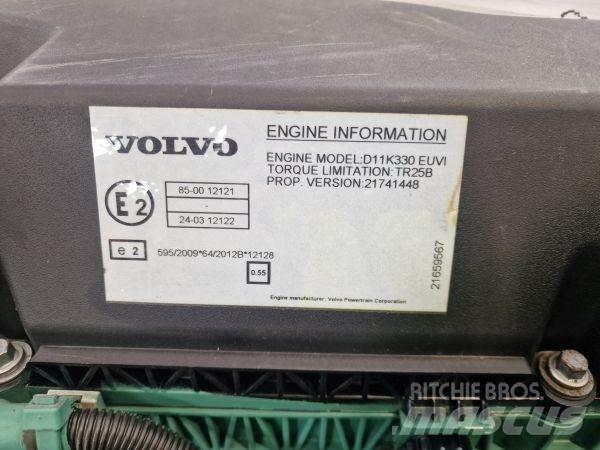 VOLVO
ENGINE INFORMATION
ENGINE MODEL:D11K330 EUVI
TORQUE LIMITATION:TR25B
PROP. VERSION:21741448
E2
85-00 12121
-
24-03 12122
e 2
595/2009*64/2012B*12128
0.55
Engine manufacturer: Volvo Powertrain Corporation
21659567
RITCHIE BROS.
mascus